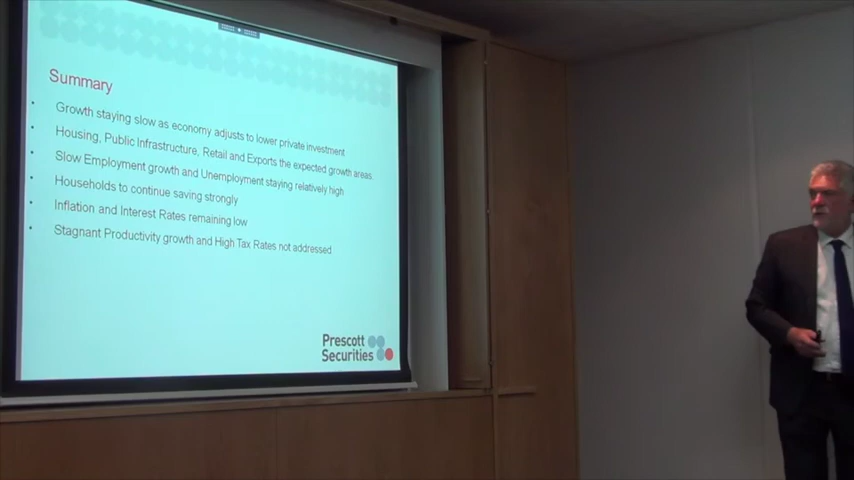 Summary
Growth staying slow as economy adjusts to lower private investment
Housing, Public Infrastructure, Retail and Exports the expected growth areas.
Slow Employment growth and Unemployment staying relatively high
Households to continue saving strongly
Inflation and Interest Rates remaining low
Stagnant Productivity growth and High Tax Rates not addressed
Prescott
Securities